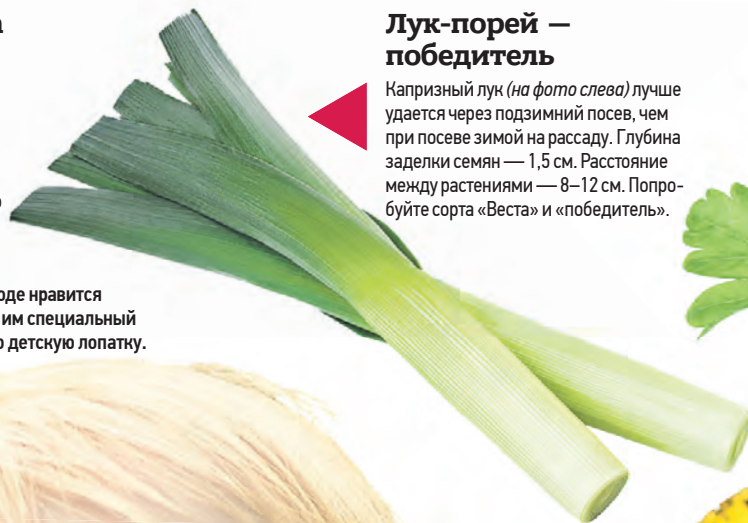 Лук-порей —
победитель
Капризный лук (на фото слева) лучше
удается через подзимний посев, чем
при посеве зимой на рассаду. Глубина
заделки семян — 1,5 см. Расстояние
между растениями — 8–12 см. Попро-
буйте сорта «Веста» и «победитель».
нравится
им специальный
детскую лопатку.